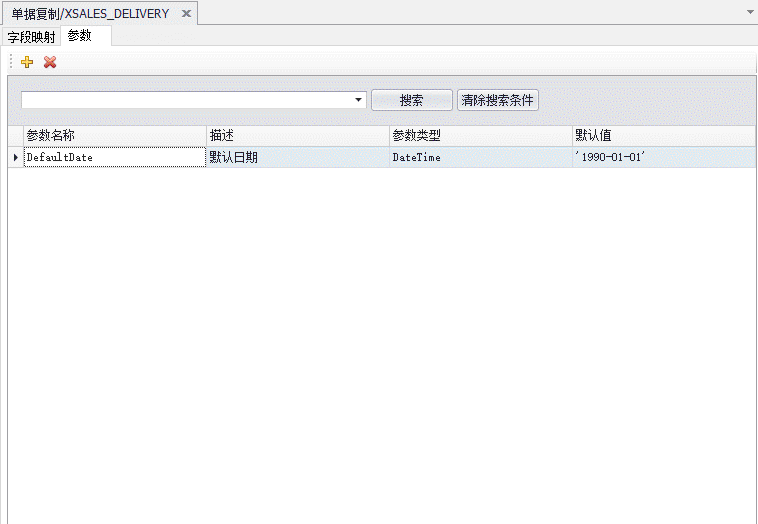 单据复制/XSALES_DELIVERY
字段映射 参数
搜索 清除搜索条件
参数名称 描述 参数类型 默认值
DefaultDate 默认日期 DateTime '1990-01-01'